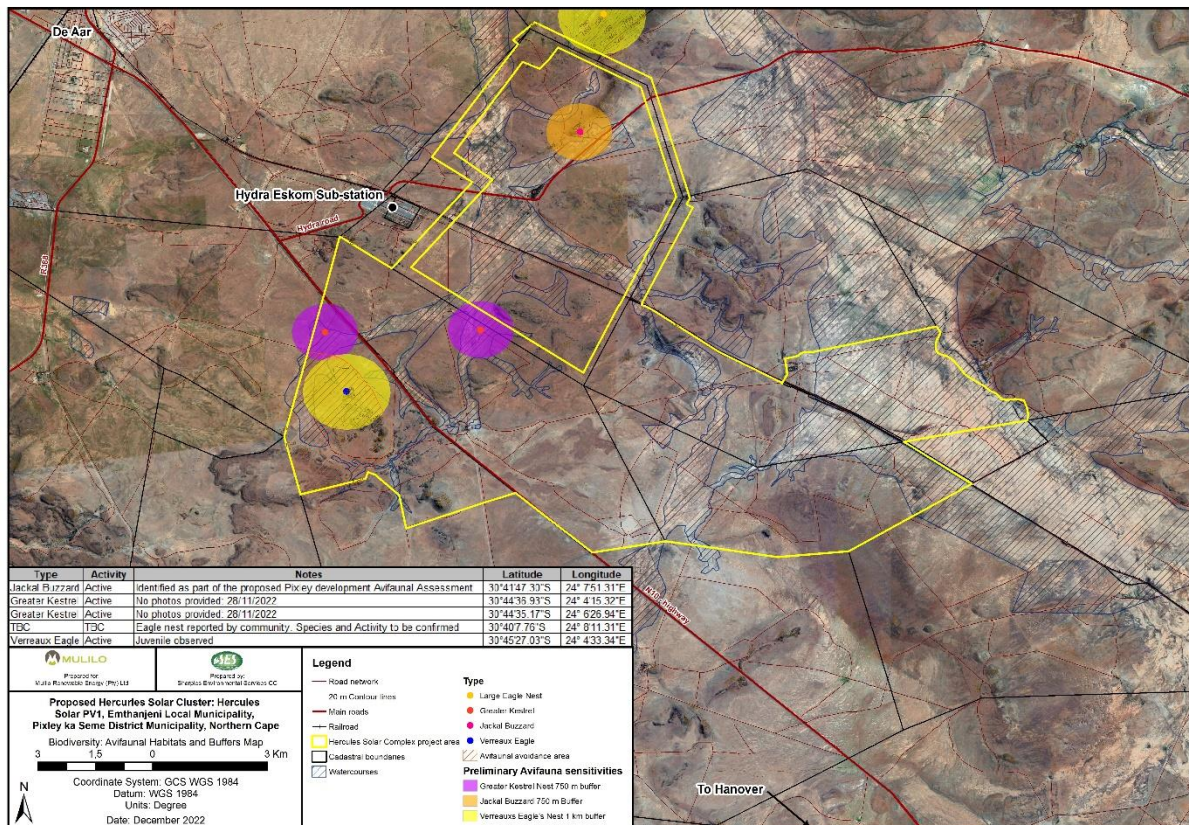 De Aar
Hydra Eskom Sub-station
Hydra road
N10 highway
To Hanover
Type Activity Notes Latitude Longitude
Jackal Buzzard Active Identified as part of the proposed Pixley development Avifaunal Assessment 30°41'47.30"S 24° 7'51.31"E
Greater Kestrel Active No photos provided: 28/11/2022 30°44'36.93"S 24° 4'15.32"E
Greater Kestrel Active No photos provided: 28/11/2022 30°44'35.17"S 24° 6'26.94"E
TBC TBC Eagle nest reported by community. Species and Activity to be confirmed 30°407.76"S 24° 8'11.31"E
Verreaux Eagle Active Juvenile observed 30°45'27.03"S 24° 4'33.34"E
MULILO
Prepared for:
Mulilo Renewable Energy (Pty) Ltd
SES
Prepared by:
Sharples Environmental Services CC
Proposed Hercurles Solar Cluster: Hercules
Solar PV1, Emthanjeni Local Municipality,
Pixley ka Seme District Municipality, Northern Cape
Biodiversity: Avifaunal Habitats and Buffers Map
3 1,5 0 3 Km
Coordinate System: GCS WGS 1984
Datum: WGS 1984
Units: Degree
Date: December 2022
N
Legend
Road network
20 m Contour lines
Main roads
Railroad
Hercules Solar Complex project area
Cadastral boundaries
Watercourses
Type
Large Eagle Nest
Greater Kestrel
Jackal Buzzard
Verreaux Eagle
Avifaunal avoidance area
Preliminary Avifauna sensitivities
Greater Kestrel Nest 750 m buffer
Jackal Buzzard 750 m Buffer
Verreauxs Eagle's Nest 1 km buffer